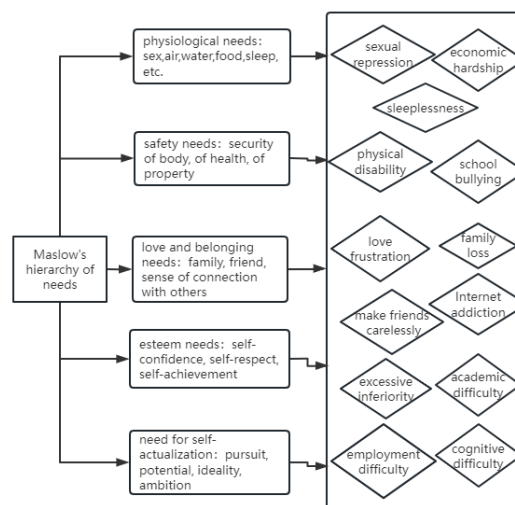 physiological needs：
sex,air,water,food,sleep,
etc.
sexual
repression
economic
hardship
sleeplessness
safety needs：security
of body, of health, of
property
physical
disability
school
bullying
Maslow's
hierarchy of
needs
love and belonging
needs：family, friend,
sense of connection
with others
love
frustration
family
loss
make friends
carelessly
Internet
addiction
esteem needs：self-
confidence, self-respect,
self-achievement
excessive
inferiority
academic
difficulty
need for self-
actualization：pursuit,
potential, ideality,
ambition
employment
difficulty
cognitive
difficulty